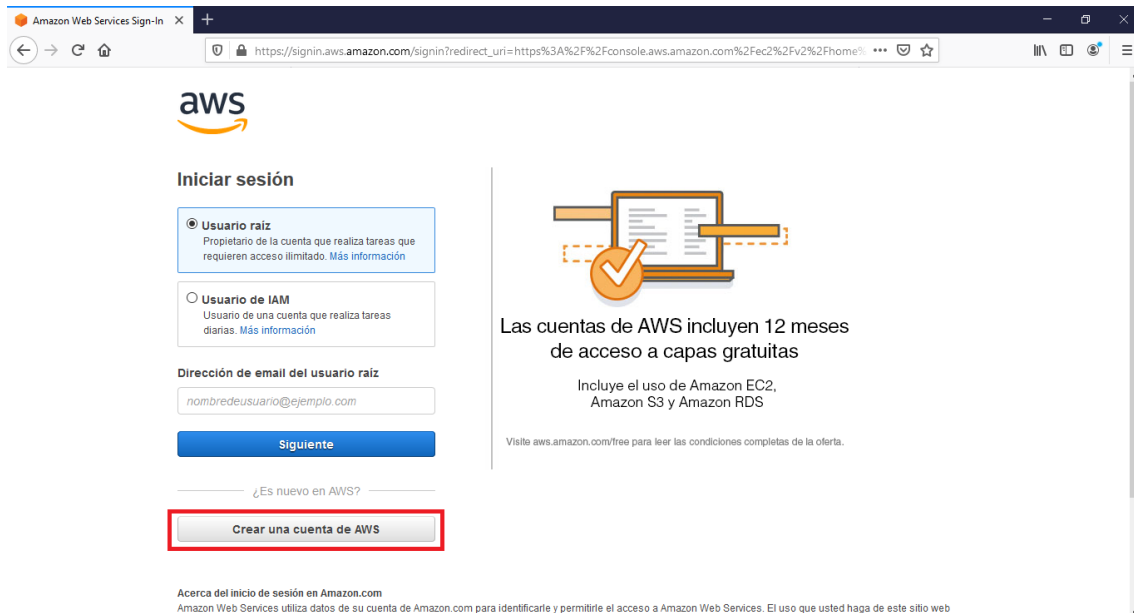 Amazon Web Services Sign-In
https://signin.aws.amazon.com/signin?redirect_uri=https%3A%2F%2Fconsole.aws.amazon.com%2Fec2%2Fv2%2Fhome%
aws
Iniciar sesión
Usuario raíz
Propietario de la cuenta que realiza tareas que
requieren acceso ilimitado. Más información
Usuario de IAM
Usuario de una cuenta que realiza tareas
diarias. Más información
Dirección de email del usuario raíz
nombredeusuario@ejemplo.com
Siguiente
¿Es nuevo en AWS?
Crear una cuenta de AWS
Las cuentas de AWS incluyen 12 meses
de acceso a capas gratuitas
Incluye el uso de Amazon EC2,
Amazon S3 y Amazon RDS
Visite aws.amazon.com/free para leer las condiciones completas de la oferta.
Acerca del inicio de sesión en Amazon.com
Amazon Web Services utiliza datos de su cuenta de Amazon.com para identificarle y permitirle el acceso a Amazon Web Services. El uso que usted haga de este sitio web